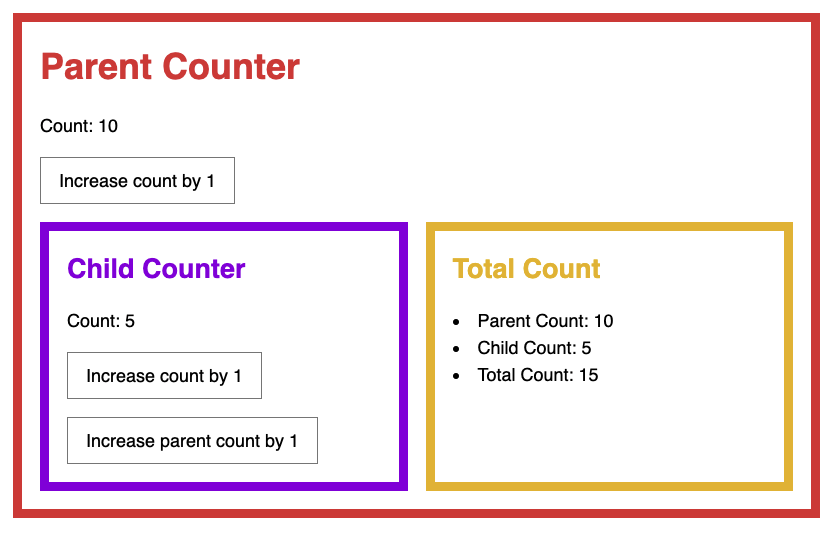 Parent Counter
Count: 10
Increase count by 1
Child Counter
Count: 5
Increase count by 1
Increase parent count by 1
Total Count
• Parent Count: 10
• Child Count: 5
• Total Count: 15